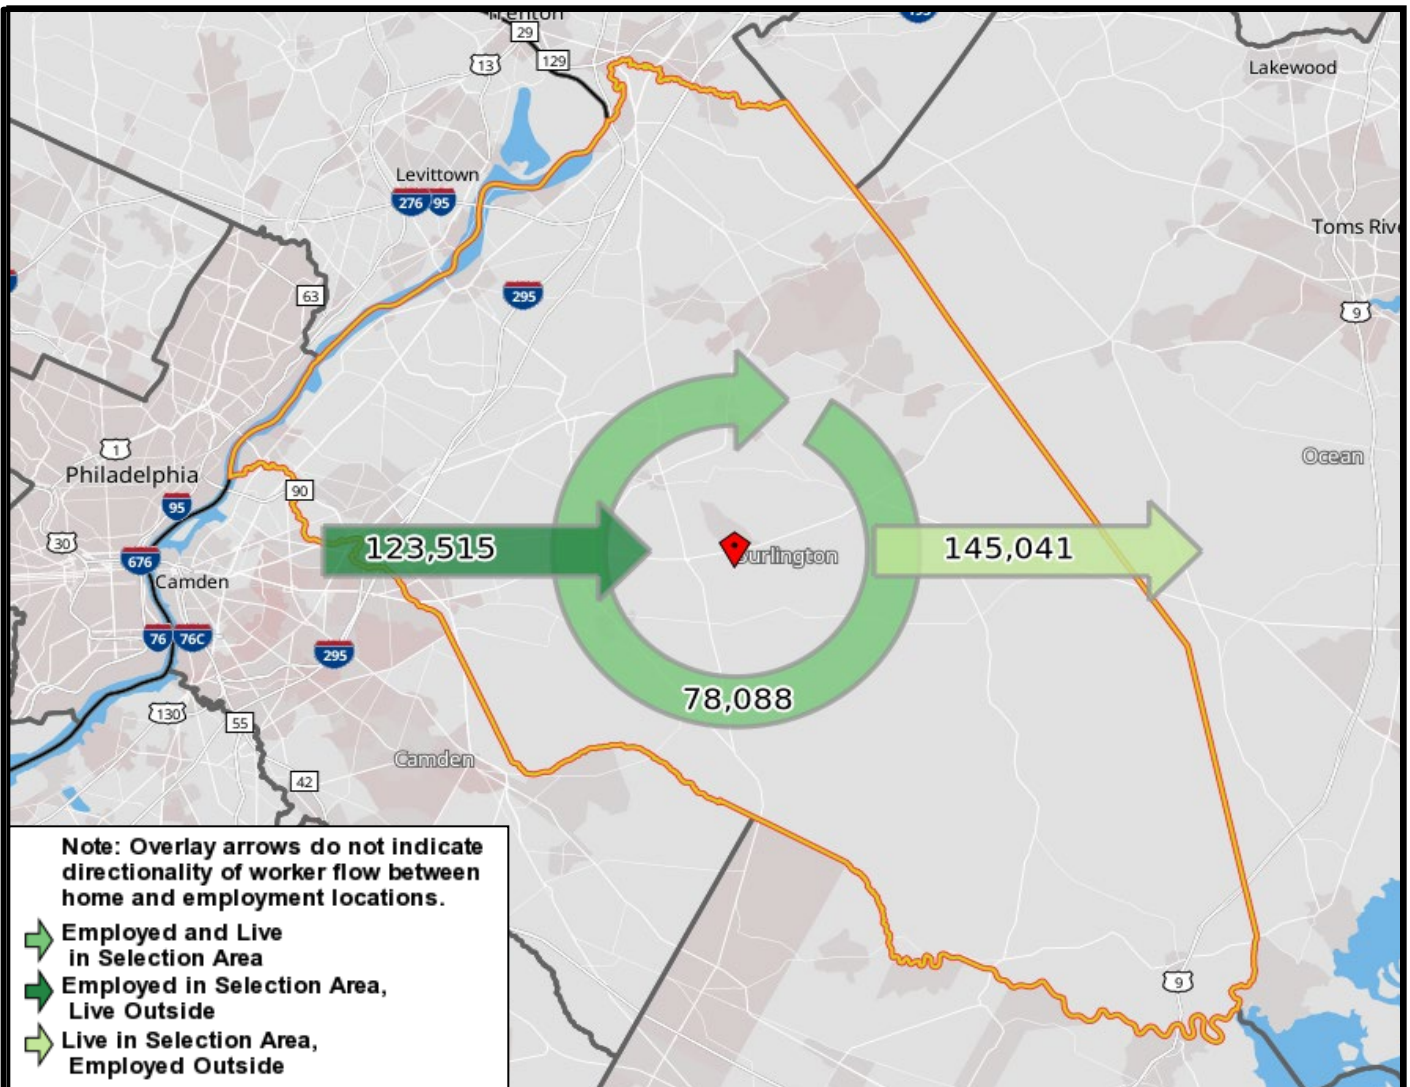 Trenton
29
195
13
129
Lakewood
Levittown
276 95
Toms Rive
295
63
9
1
Philadelphia
90
Ocean
95
30
123,515
145,041
Burlington
676
Camden
76 76C
295
78,088
130
55
Camden
42
Note: Overlay arrows do not indicate
directionality of worker flow between
home and employment locations.
Employed and Live
in Selection Area
Employed in Selection Area,
Live Outside
9
Live in Selection Area,
Employed Outside